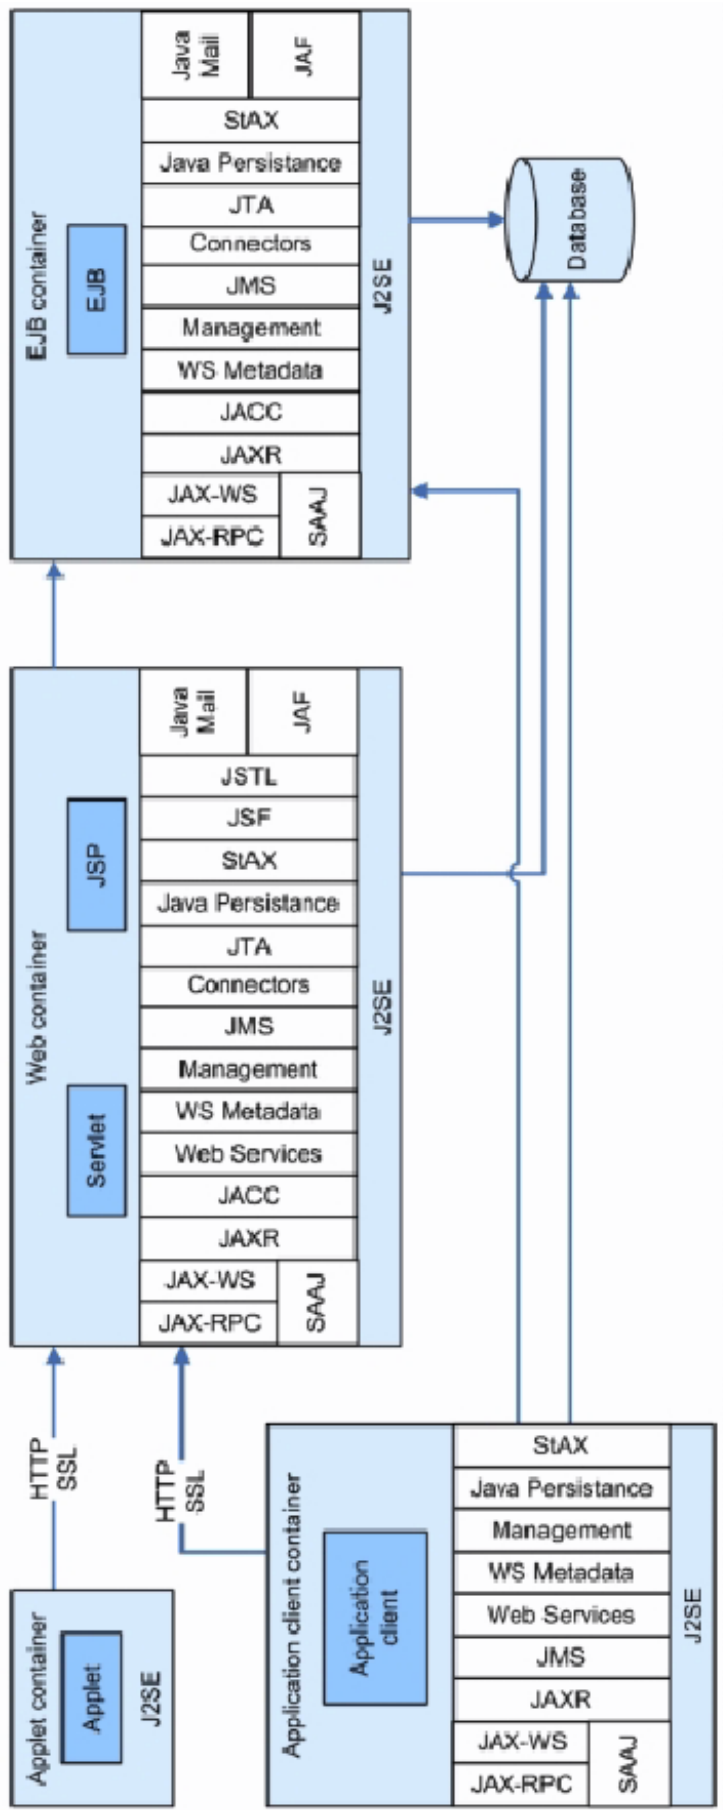 Applet container
Applet
J2SE
HTTP
SSL
Web container
Servlet
JSP
JAX-RPC
JAX-WS
SAAJ
JAXR
JACC
Web Services
WS Metadata
Management
JMS
Connectors
JTA
Java Persistance
StAX
JSF
JSTL
Java
Mail
JAF
J2SE
EJB container
EJB
JAX-RPC
JAX-WS
SAAJ
JAXR
JACC
WS Metadata
Management
JMS
Connectors
JTA
Java Persistance
StAX
Java
Mail
JAF
J2SE
HTTP
SSL
Application client container
Application
client
JAX-RPC
JAX-WS
SAAJ
JAXR
JMS
Web Services
WS Metadata
Management
Java Persistance
StAX
J2SE
Database